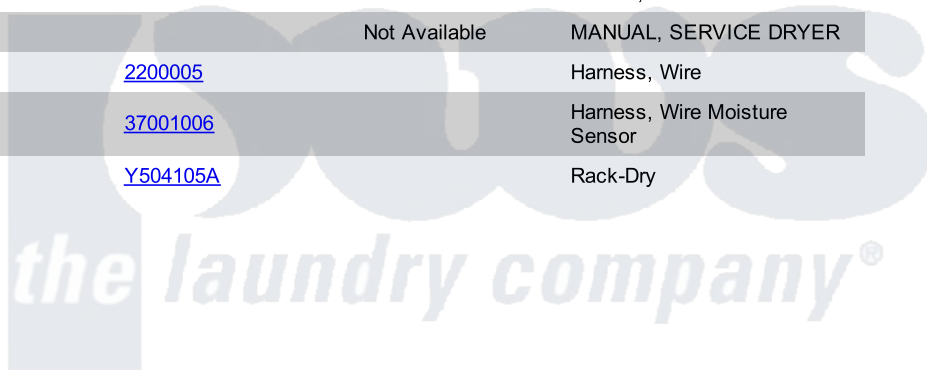 Not Available MANUAL, SERVICE DRYER
2200005 Harness, Wire
37001006 Harness, Wire Moisture
Sensor
Y504105A Rack-Dry
the laundry company®